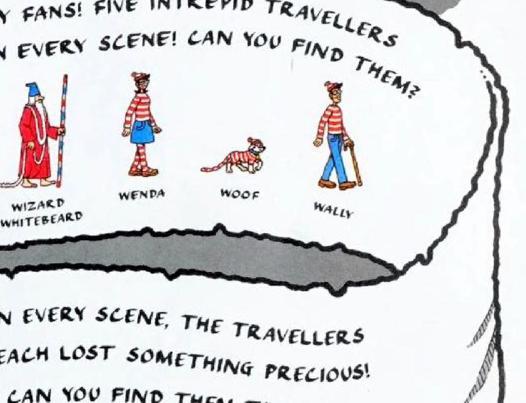 Y FANS! FIVE INTREPID TRAVELLERS
N EVERY SCENE! CAN YOU FIND THEM?
WIZARD
WHITEBEARD
WENDA
WOOF
WALLY
N EVERY SCENE, THE TRAVELLERS
EACH LOST SOMETHING PRECIOUS!
CAN YOU FIND THEM